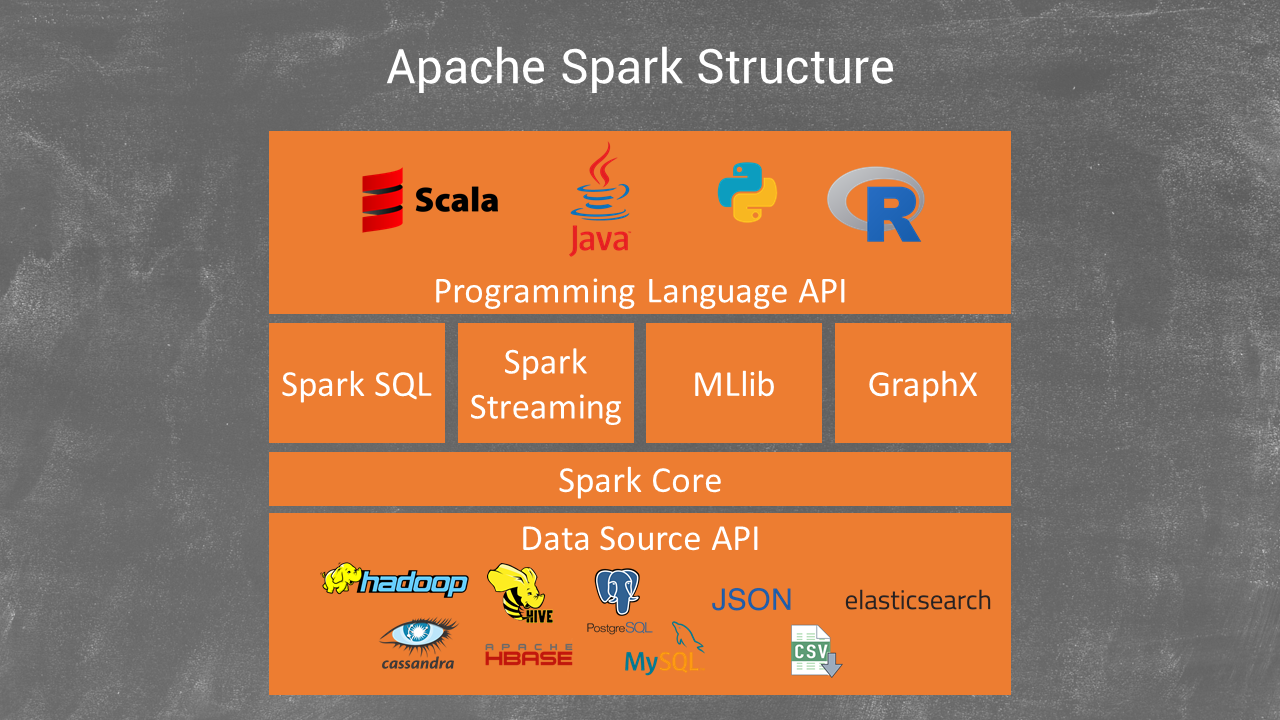 Apache Spark Structure
Scala
Java
R
Programming Language API
Spark SQL
Spark
Streaming
MLlib
GraphX
Spark Core
Data Source API
hadoop
HIVE
PostgreSQL
JSON
elasticsearch
cassandra
APACHE
HBASE
MySQL
CSV